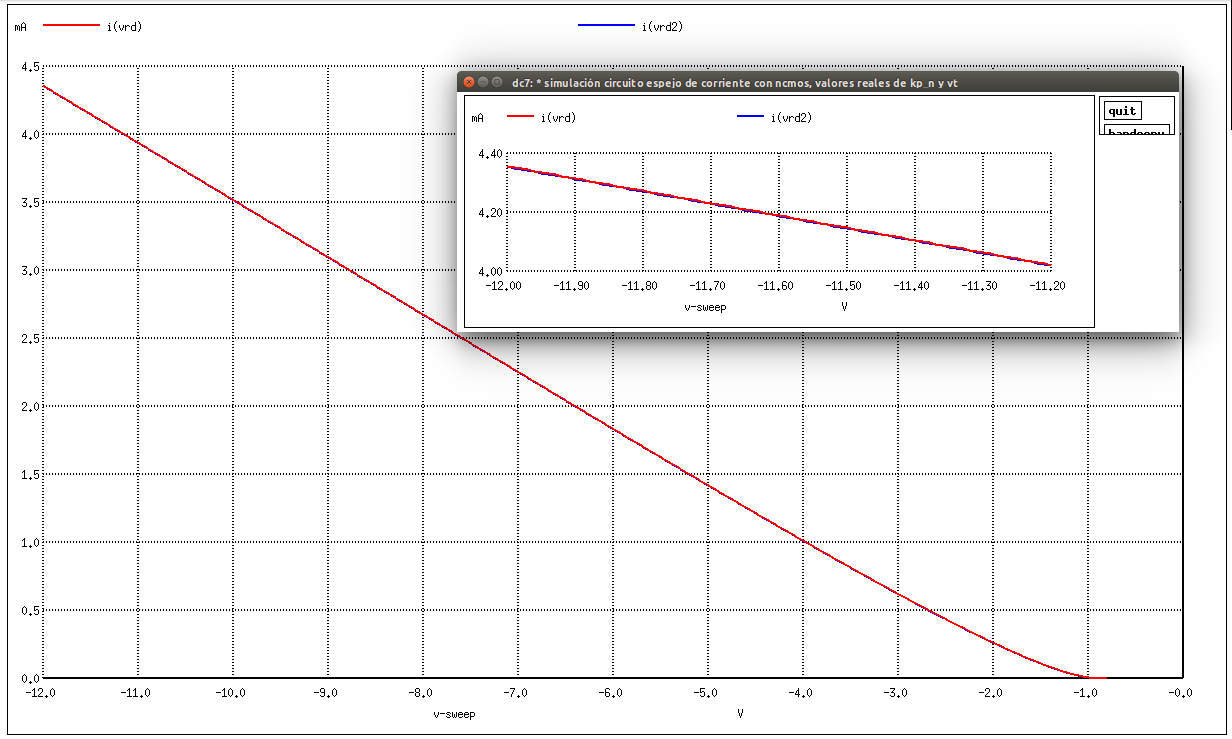 mA i(vrd) i(vrd2)
4.5
dc7: * simulación circuito espejo de corriente con ncmos, valores reales de kp_n y vt
mA i(vrd) i(vrd2)
quit
hardcopy
4.40
4.20
4.00
-12.00 -11.90 -11.80 -11.70 -11.60 -11.50 -11.40 -11.30 -11.20
v-sweep V
4.0
3.5
3.0
2.5
2.0
1.5
1.0
0.5
0.0
-12.0 -11.0 -10.0 -9.0 -8.0 -7.0 -6.0 -5.0 -4.0 -3.0 -2.0 -1.0 -0.0
v-sweep V